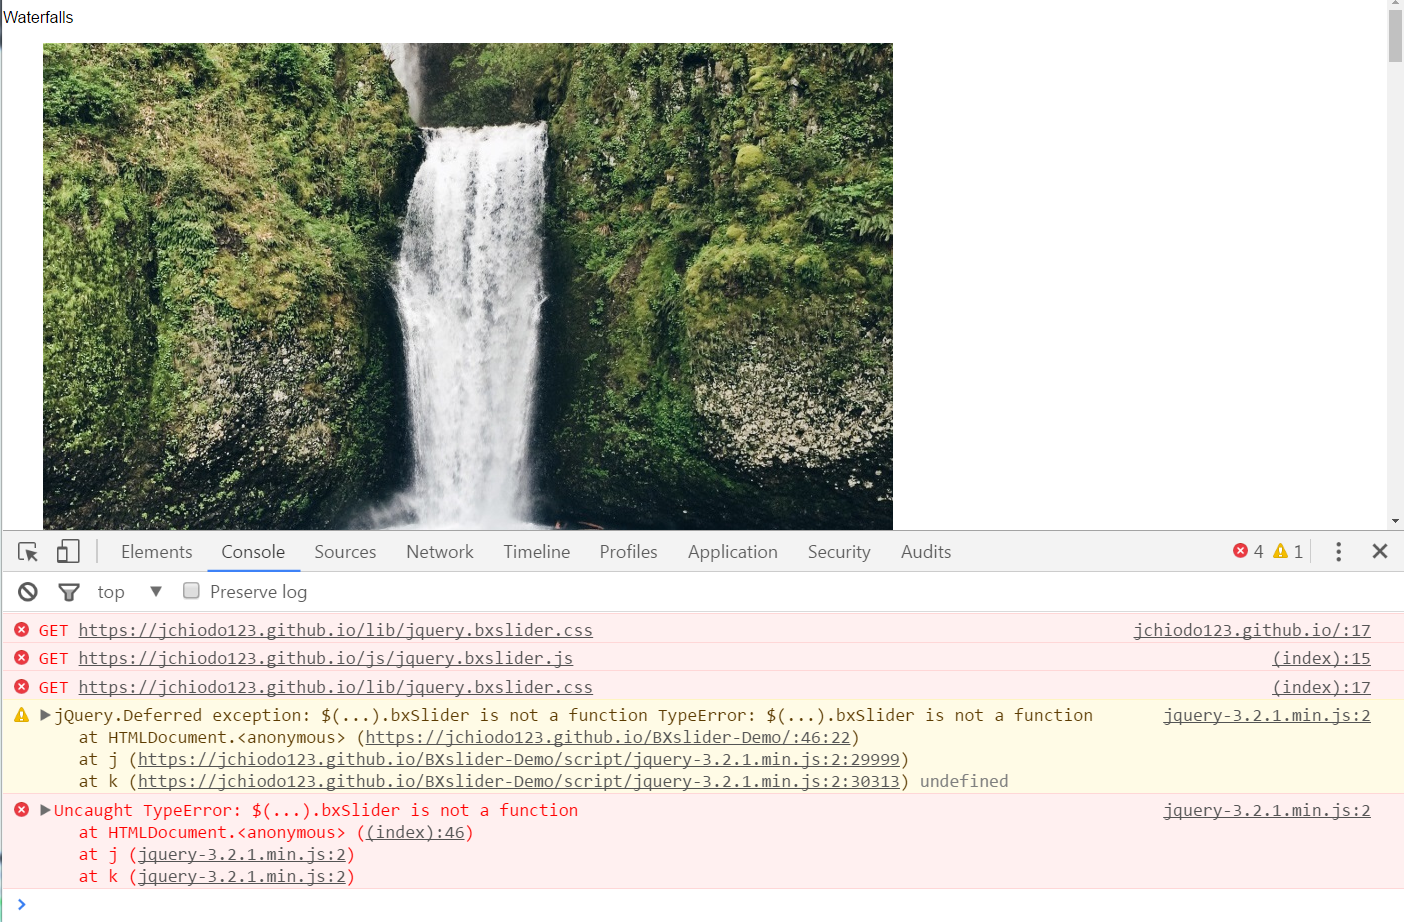 Waterfalls
Elements Console Sources Network Timeline Profiles Application Security Audits 4 1
top Preserve log
GET https://jchiodo123.github.io/lib/jquery.bxslider.css jchiodo123.github.io/:17
GET https://jchiodo123.github.io/js/jquery.bxslider.js (index):15
GET https://jchiodo123.github.io/lib/jquery.bxslider.css (index):17
jQuery.Deferred exception: $(...).bxSlider is not a function TypeError: $(...).bxSlider is not a function jquery-3.2.1.min.js:2
at HTMLDocument.<anonymous> (https://jchiodo123.github.io/BXslider-Demo/:46:22)
at j (https://jchiodo123.github.io/BXslider-Demo/script/jquery-3.2.1.min.js:2:29999)
at k (https://jchiodo123.github.io/BXslider-Demo/script/jquery-3.2.1.min.js:2:30313) undefined
Uncaught TypeError: $(...).bxSlider is not a function jquery-3.2.1.min.js:2
at HTMLDocument.<anonymous> ((index):46)
at j (jquery-3.2.1.min.js:2)
at k (jquery-3.2.1.min.js:2)